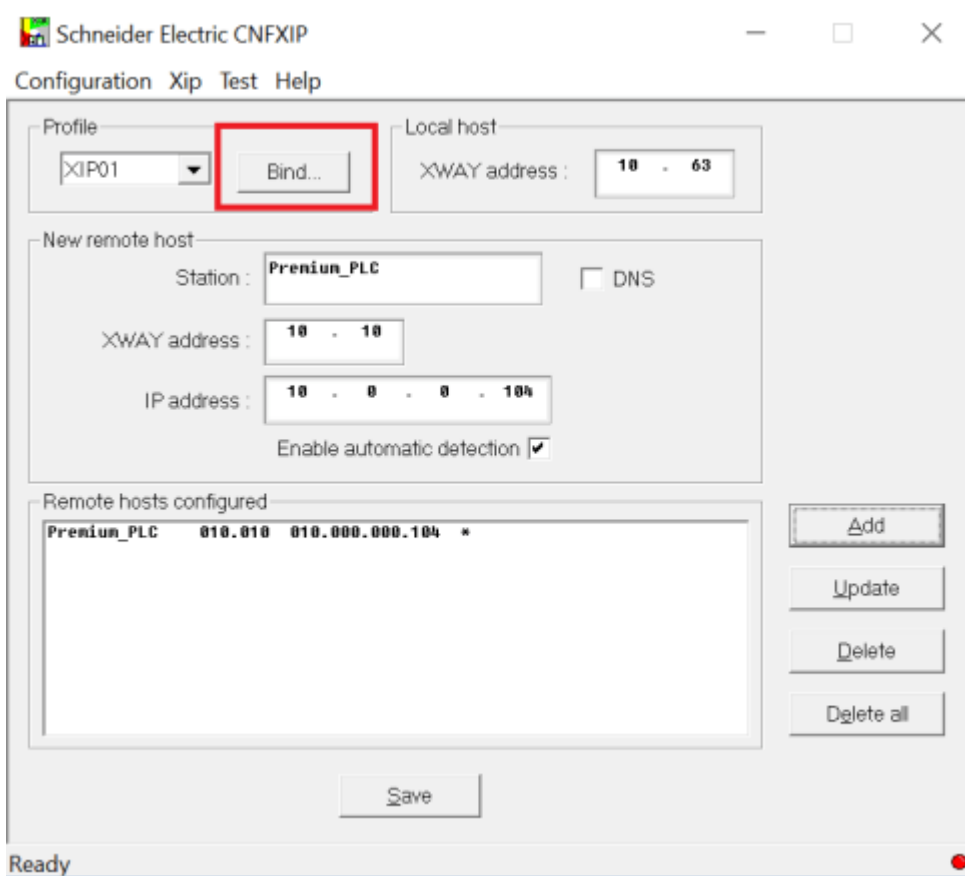 Schneider Electric CNFXIP
Configuration Xip Test Help
Profile
XIP01
Bind...
Local host
XWAY address : 10 . 63
New remote host
Station : Premium_PLC
DNS
XWAY address : 10 . 10
IP address : 10 . 0 . 0 . 104
Enable automatic detection
Remote hosts configured
Premium_PLC 010.010 010.000.000.104 *
Add
Update
Delete
Delete all
Save
Ready